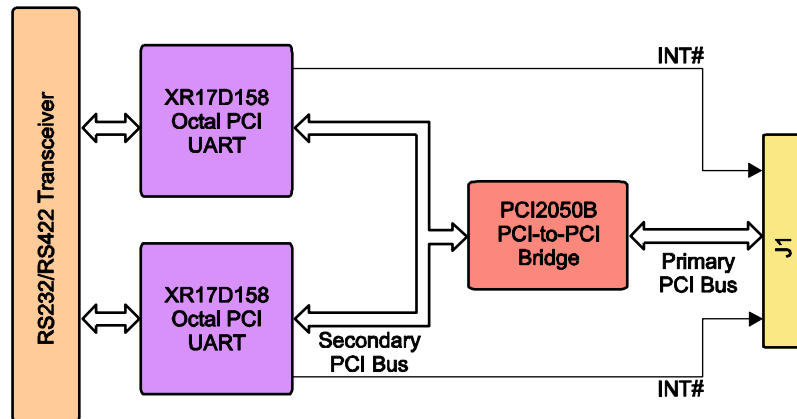 RS232/RS422 Transceiver
XR17D158
Octal PCI
UART
INT#
PCI2050B
PCI-to-PCI
Bridge
Primary
PCI Bus
J1
XR17D158
Octal PCI
UART
Secondary
PCI Bus
INT#